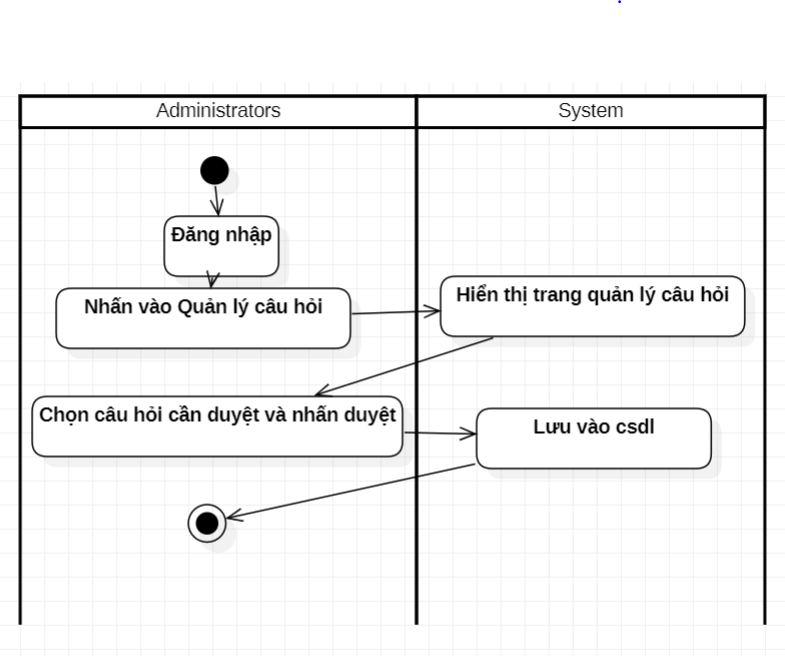 Administrators
System
Đăng nhập
Nhấn vào Quản lý câu hỏi
Hiển thị trang quản lý câu hỏi
Chọn câu hỏi cần duyệt và nhấn duyệt
Lưu vào csdl